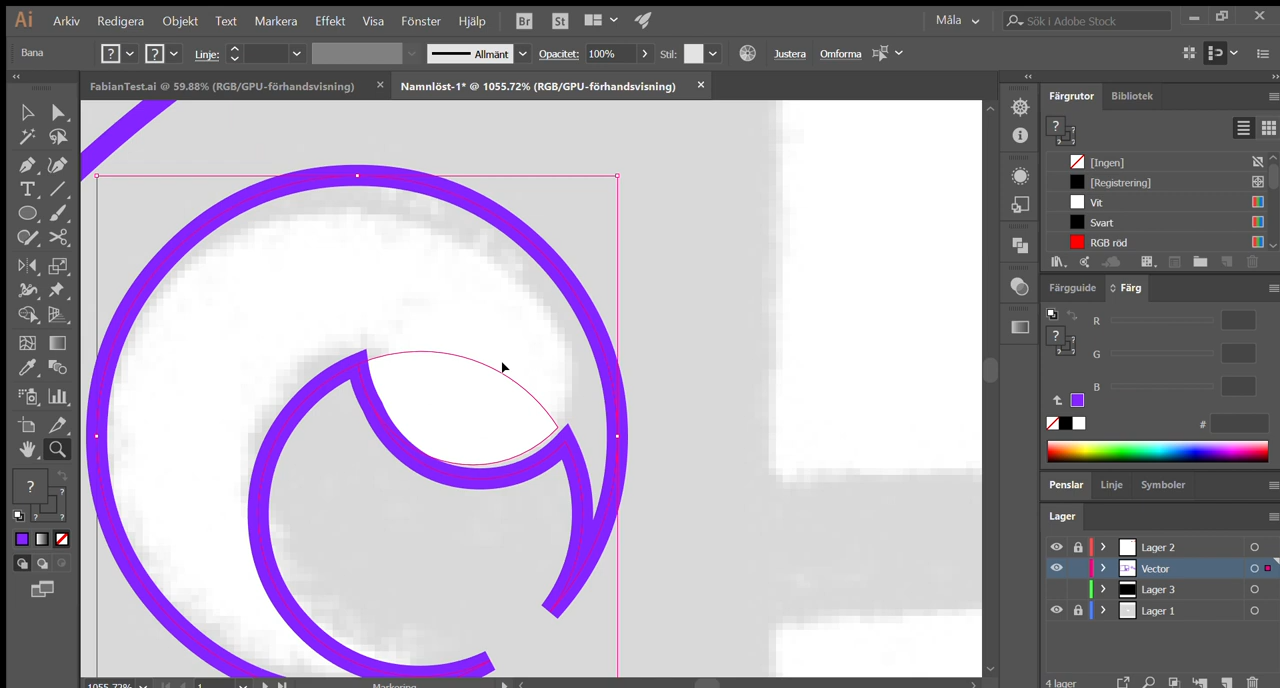 Ai Arkiv Redigera Objekt Text Markera Effekt Visa Fönster Hjälp Br St Måla Sök i Adobe Stock
Bana ? ? Linje: Allmänt Opacitet: 100% Stil: Justera Omforma
FabianTest.ai @ 59.88% (RGB/GPU-förhandsvisning) × Namnlöst-1* @ 1055.72% (RGB/GPU-förhandsvisning) ×
Färgrutor Bibliotek
?
[Ingen]
[Registrering]
Vit
Svart
RGB röd
Färgguide Färg
R
?
G
B
#
Penslar Linje Symboler
?
?
? ?
Lager
Lager 2
Vector
Lager 3
Lager 1
1055.72% 1 Markering 4 lager